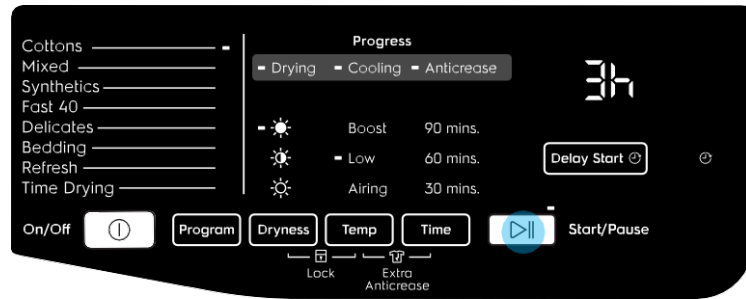 Cottons
Mixed
Synthetics
Fast 40
Delicates
Bedding
Refresh
Time Drying
Progress
Drying Cooling Anticrease
Boost 90 mins.
Low 60 mins.
Airing 30 mins.
3h
Delay Start
On/Off Program Dryness Temp Time Start/Pause
Lock Extra
Anticrease